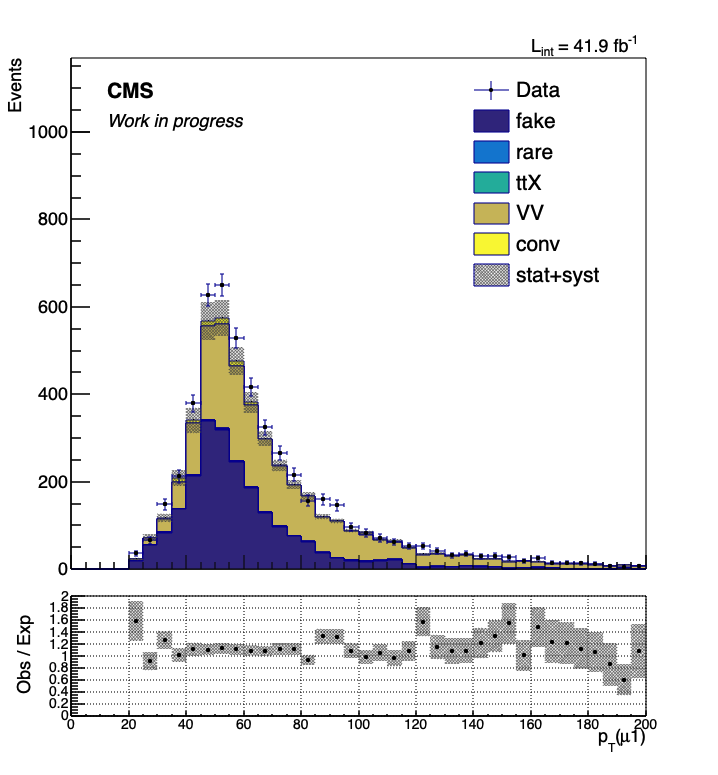 L_int = 41.9 fb⁻¹
Events
CMS
Work in progress
Data
fake
rare
ttX
VV
conv
stat+syst
1000
800
600
400
200
0
Obs / Exp
2
1.8
1.6
1.4
1.2
1
0.8
0.6
0.4
0.2
0
0 20 40 60 80 100 120 140 160 180 200
p_T(μ1)